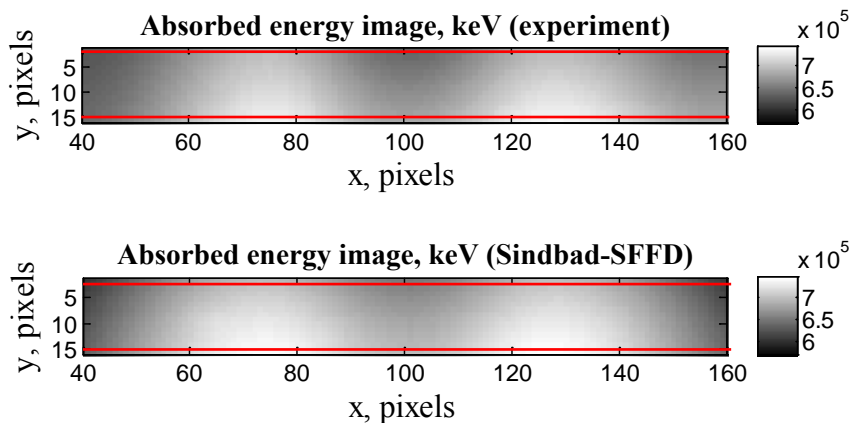 Absorbed energy image, keV (experiment)
x 10^5
y, pixels
5
10
15
40 60 80 100 120 140 160
x, pixels
7
6.5
6
Absorbed energy image, keV (Sindbad-SFFD)
x 10^5
y, pixels
5
10
15
40 60 80 100 120 140 160
x, pixels
7
6.5
6